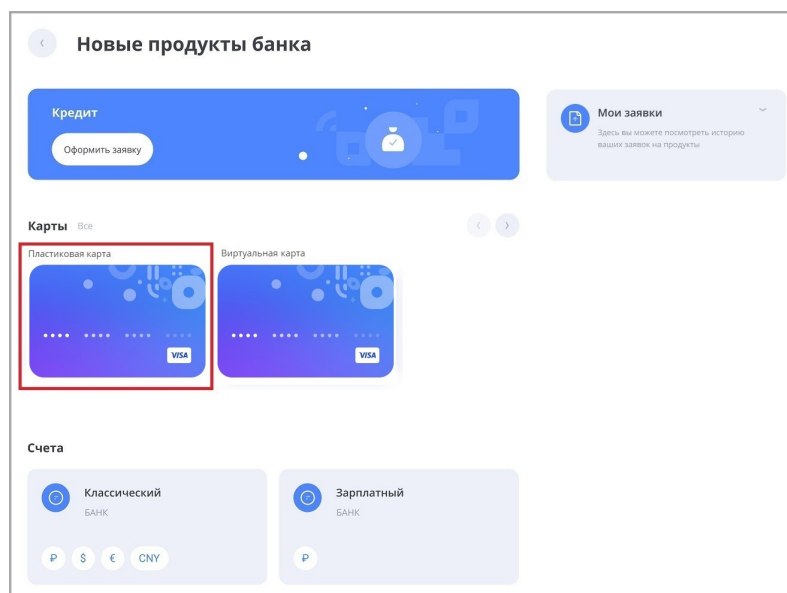 Новые продукты банка
Кредит
Оформить заявку
Мои заявки
Здесь вы можете посмотреть историю
ваших заявок на продукты
Карты Все
Пластиковая карта
Виртуальная карта
VISA
VISA
Счета
Классический
БАНК
₽ $ € CNY
Зарплатный
БАНК
₽